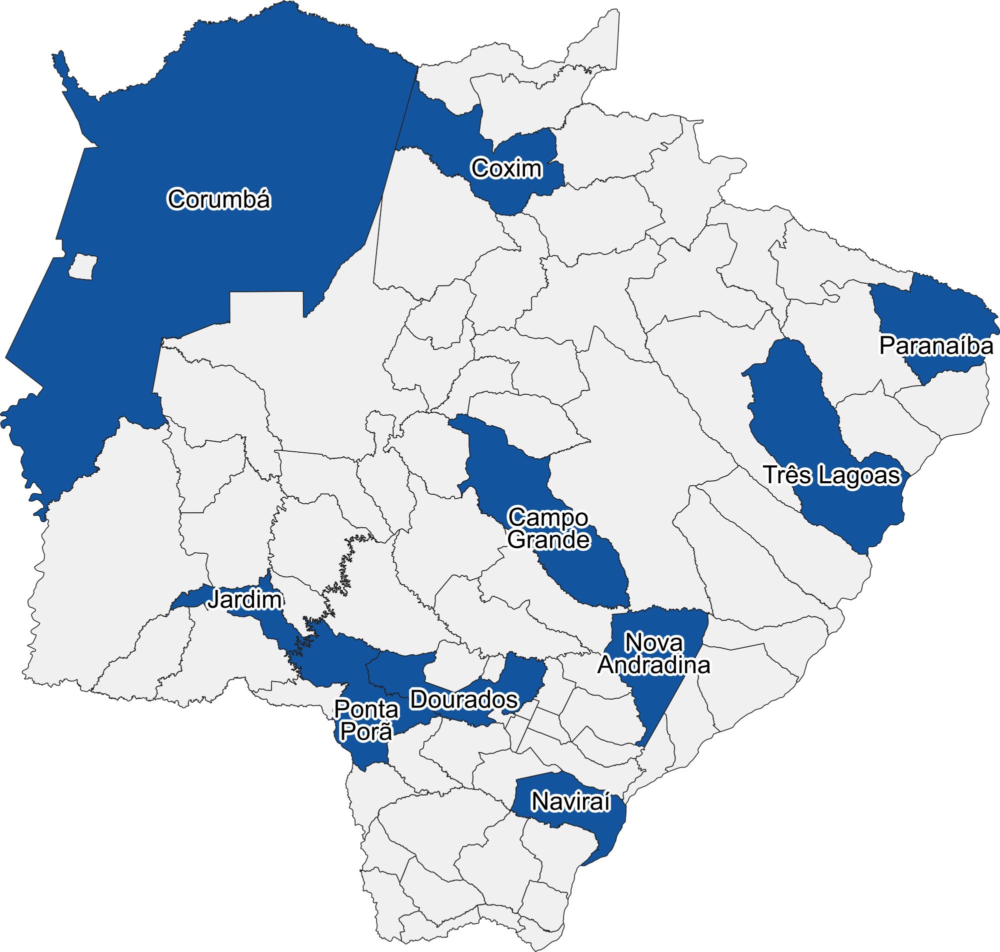 Coxim
Corumbá
Paranaíba
Três Lagoas
Campo
Grande
Jardim
Nova
Andradina
Dourados
Ponta
Porã
Naviraí